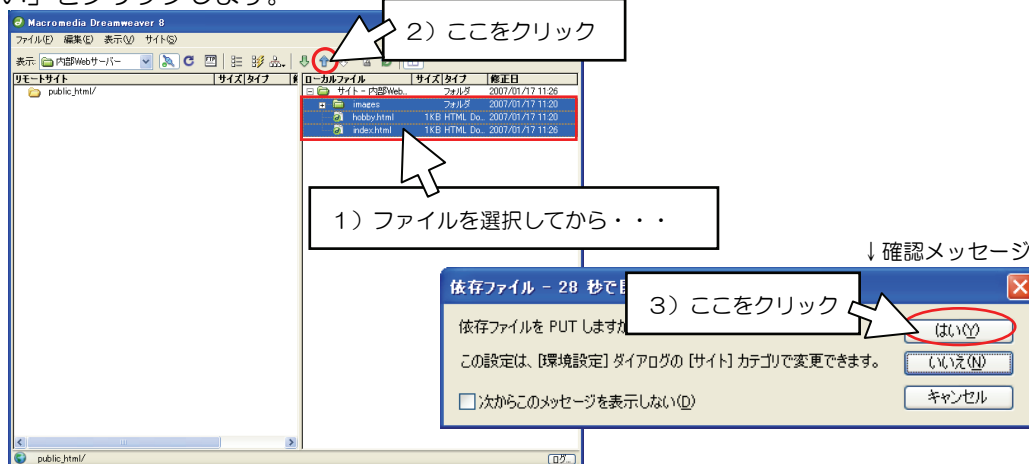 い」をクリックします。
Macromedia Dreamweaver 8
ファイル(F) 編集(E) 表示(V) サイト(S)
2）ここをクリック
表示: 内部Webサーバー
リモートサイト サイズ タイプ
ローカルファイル サイズ タイプ 修正日
public_html/
サイト - 内部Web.. フォルダ 2007/01/17 11:26
images フォルダ 2007/01/17 11:20
hobby.html 1KB HTML Do.. 2007/01/17 11:20
index.html 1KB HTML Do.. 2007/01/17 11:26
1）ファイルを選択してから・・・
↓確認メッセージ
依存ファイル - 28 秒で
3）ここをクリック
依存ファイルを PUT します
はい(Y)
この設定は、[環境設定] ダイアログの [サイト] カテゴリで変更できます。
いいえ(N)
次からこのメッセージを表示しない(D)
キャンセル
public_html/
ログ...